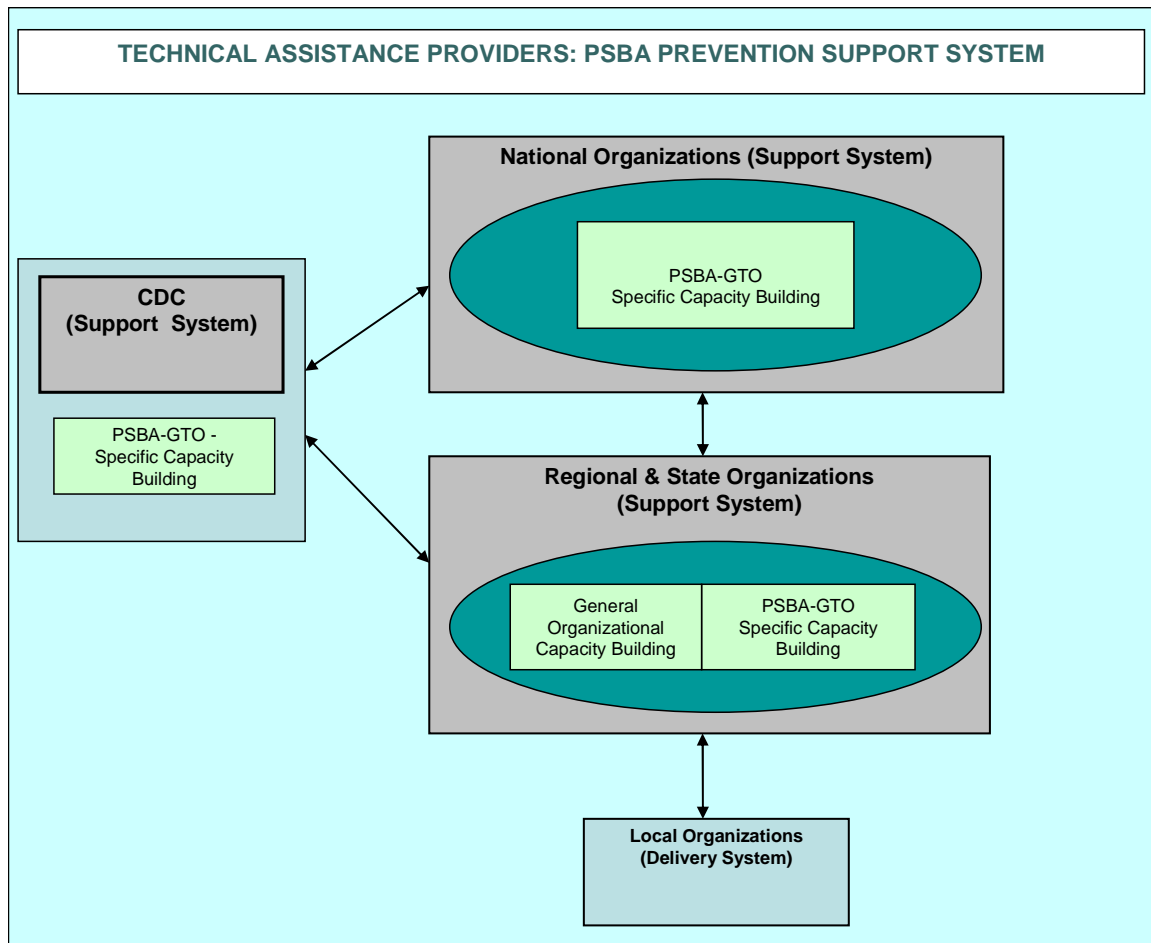 TECHNICAL ASSISTANCE PROVIDERS: PSBA PREVENTION SUPPORT SYSTEM
National Organizations (Support System)
PSBA-GTO
Specific Capacity Building
CDC
(Support System)
PSBA-GTO -
Specific Capacity
Building
Regional & State Organizations
(Support System)
General
Organizational
Capacity Building
PSBA-GTO
Specific Capacity
Building
Local Organizations
(Delivery System)